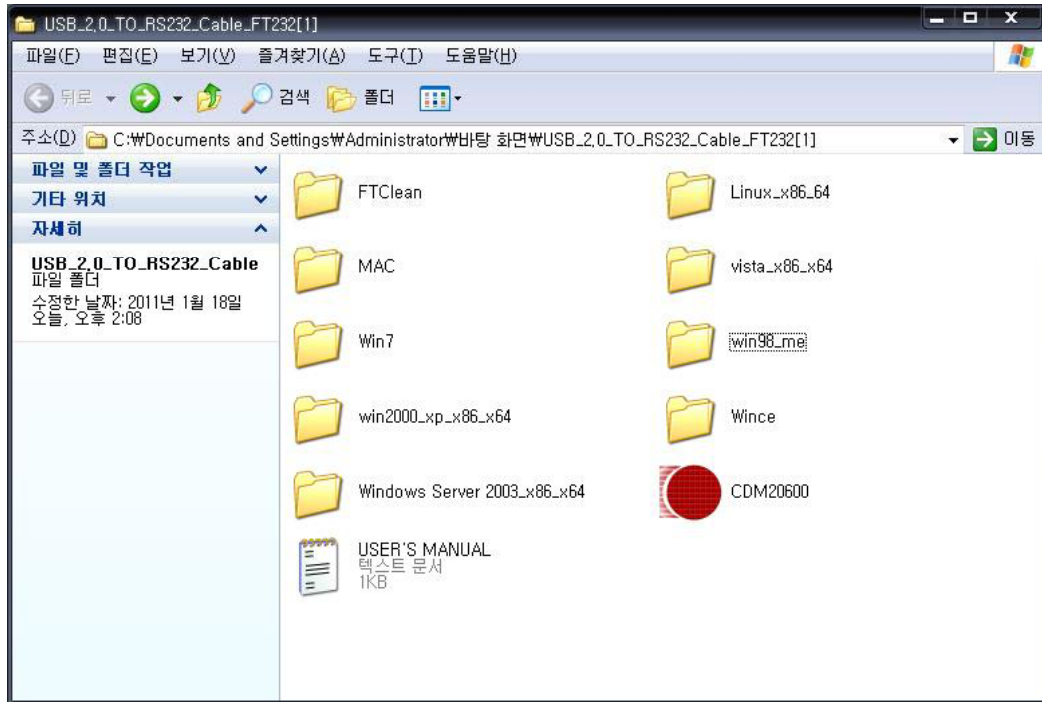 USB_2,0_TO_RS232_Cable_FT232[1]
파일(F) 편집(E) 보기(V) 즐겨찾기(A) 도구(T) 도움말(H)
뒤로 검색 폴더
주소(D) C:₩Documents and Settings₩Administrator₩바탕 화면₩USB_2,0_TO_RS232_Cable_FT232[1] 이동
파일 및 폴더 작업
기타 위치
자세히
USB_2,0_TO_RS232_Cable
파일 폴더
수정한 날짜: 2011년 1월 18일
오늘, 오후 2:08
FTClean
Linux_x86_64
MAC
vista_x86_x64
Win7
win98_me
win2000_xp_x86_x64
Wince
Windows Server 2003_x86_x64
CDM20600
USER'S MANUAL
텍스트 문서
1KB